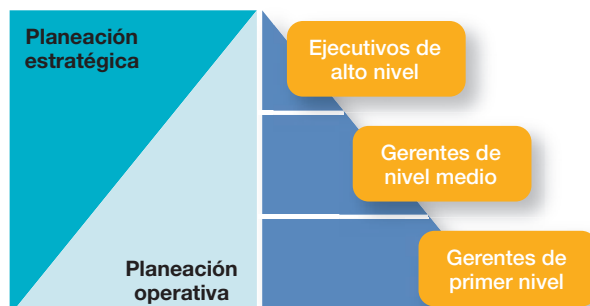 Planeación
estratégica
Ejecutivos de
alto nivel
Gerentes de
nivel medio
Planeación
operativa
Gerentes de
primer nivel